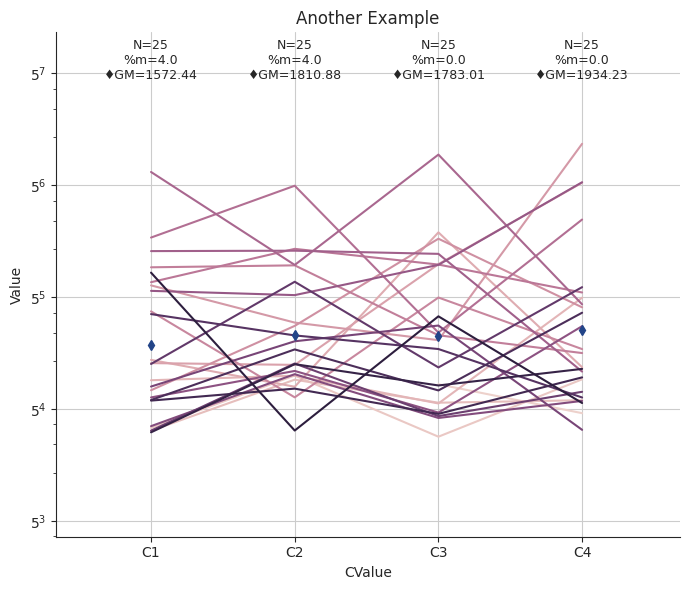 Another Example
N=25 N=25 N=25 N=25
%m=4.0 %m=4.0 %m=0.0 %m=0.0
♦GM=1572.44 ♦GM=1810.88 ♦GM=1783.01 ♦GM=1934.23
5⁷
5⁶
5⁵
5⁴
5³
Value
C1 C2 C3 C4
CValue